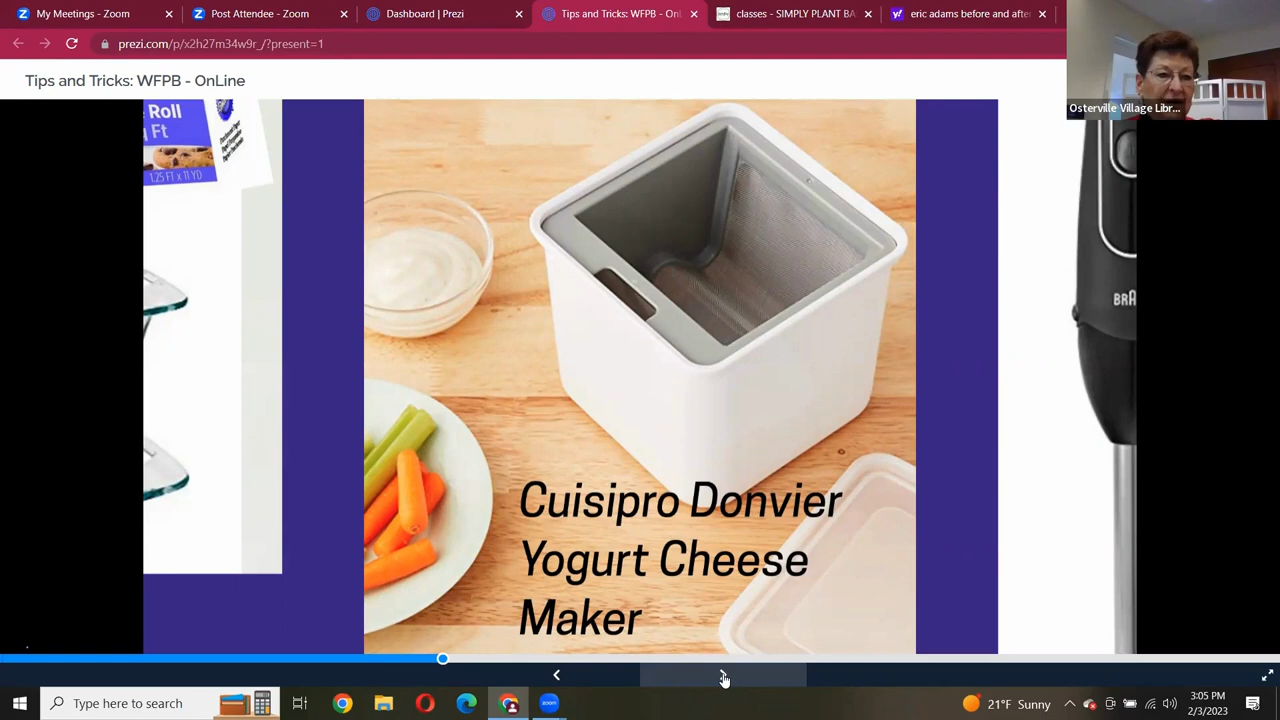 My Meetings - Zoom
Post Attendee - Zoom
Dashboard | Prezi
Tips and Tricks: WFPB - OnL
classes - SIMPLY PLANT BA
eric adams before and after
prezi.com/p/x2h27m34w9r_/?present=1
Tips and Tricks: WFPB - OnLine
Osterville Village Libr...
Roll
Ft
1.25 FT x 11 YD
BRA
Cuisipro Donvier
Yogurt Cheese
Maker
Type here to search
21°F Sunny
3:05 PM
2/3/2023